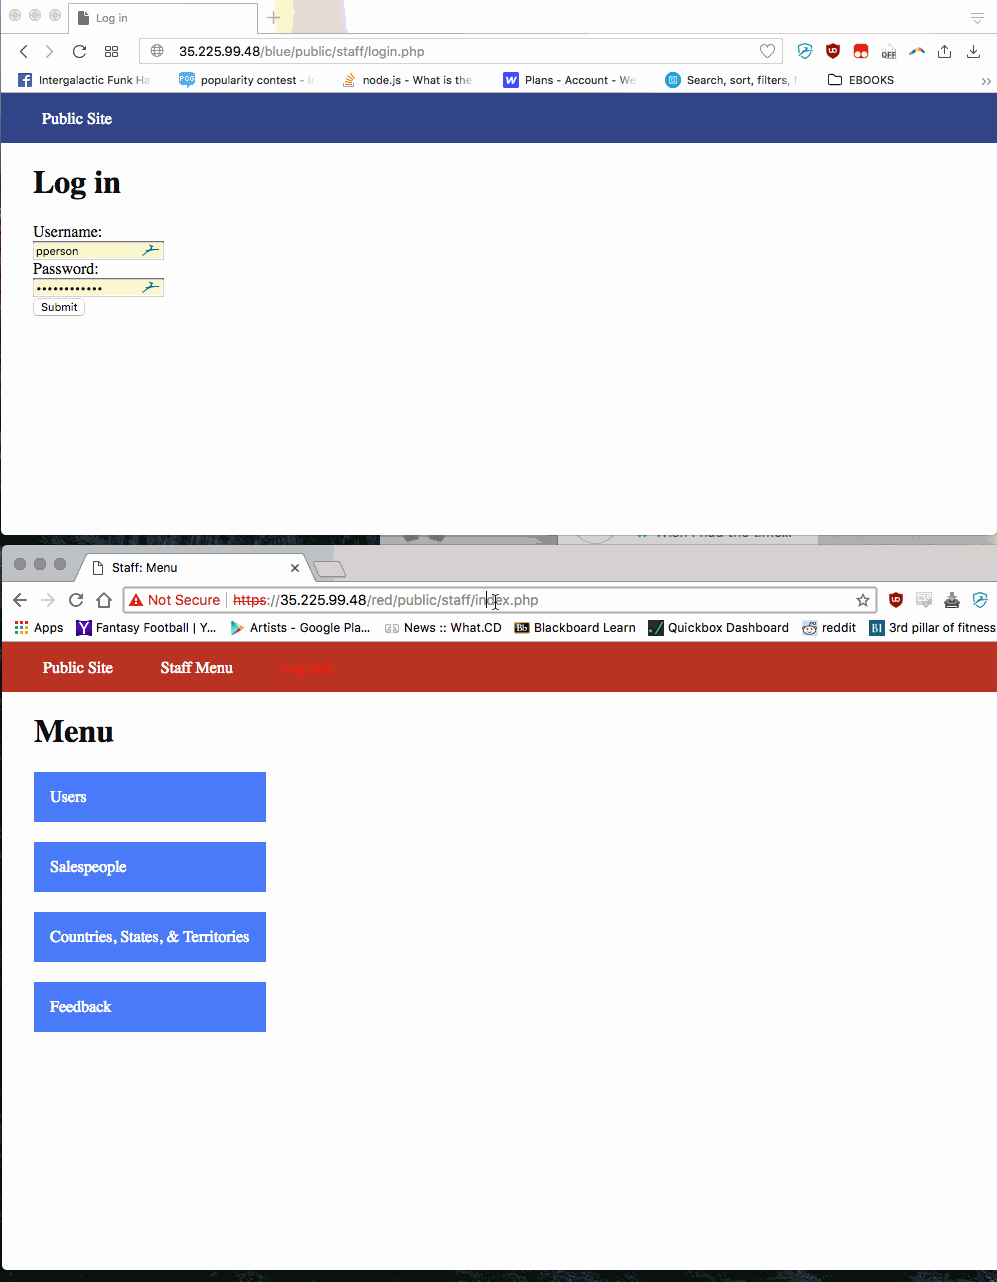 Log in
35.225.99.48/blue/public/staff/login.php
OFF
Intergalactic Funk Ha
popularity contest -
node.js - What is the
Plans - Account - We
Search, sort, filters, f
EBOOKS
Public Site
Log in
Username:
pperson
Password:
••••••••••••
Submit
Staff: Menu
Not Secure | https://35.225.99.48/red/public/staff/index.php
Apps
Fantasy Football | Y...
Artists - Google Pla...
News :: What.CD
Bb Blackboard Learn
Quickbox Dashboard
reddit
BI 3rd pillar of fitness
Public Site
Staff Menu
Log out
Menu
Users
Salespeople
Countries, States, & Territories
Feedback